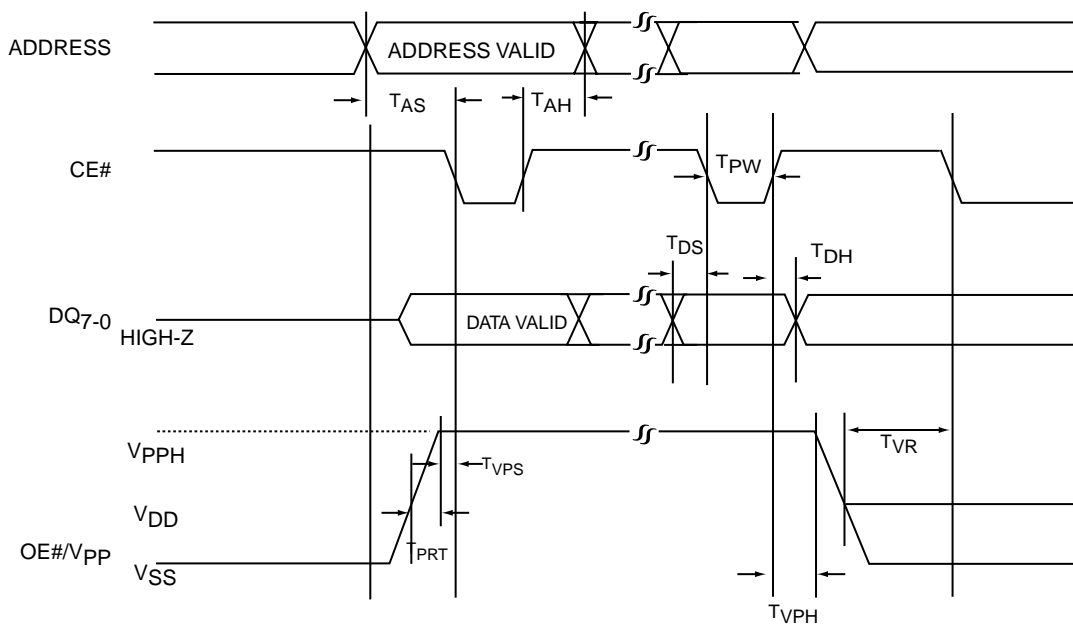 ADDRESS
ADDRESS VALID
TAS
TAH
CE#
TPW
TDS
TDH
DQ7-0
HIGH-Z
DATA VALID
VPPH
TVPS
TVR
VDD
TPRT
OE#/VPP
VSS
TVPH